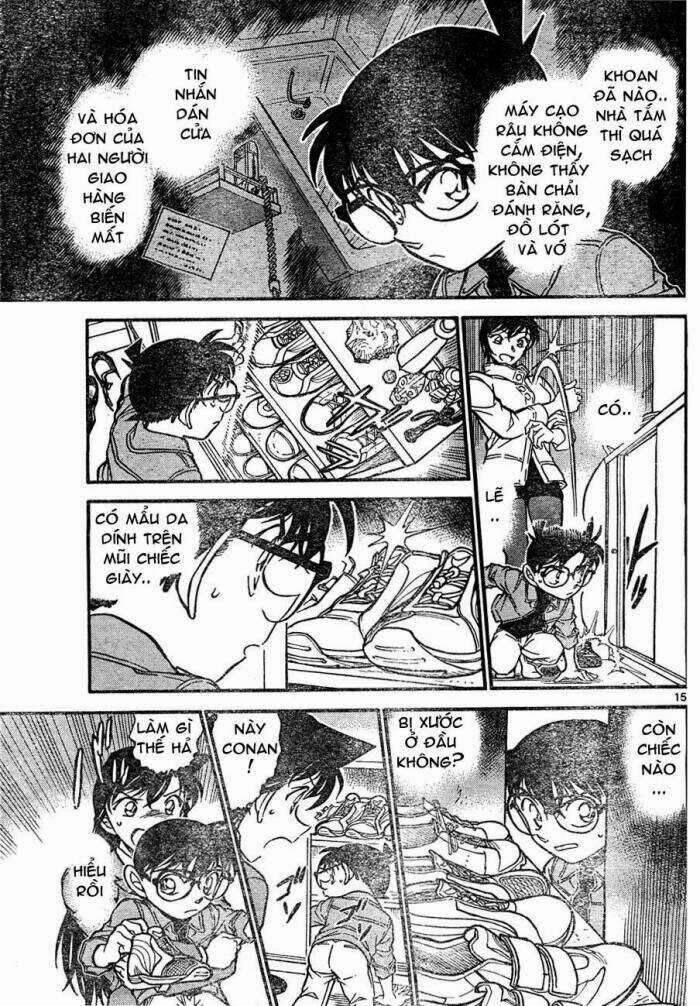 KHOAN
ĐÃ NÀO..
NHÀ TẮM
THÌ QUÁ
SẠCH
MÁY CẠO
RÂU KHÔNG
CẮM ĐIỆN,
KHÔNG THẤY
BÀN CHẢI
ĐÁNH RĂNG,
ĐỒ LÓT
VÀ VỚ
TIN
NHẮN
DÁN
CỬA
VÀ HÓA
ĐƠN CỦA
HAI NGƯỜI
GIAO
HÀNG
BIẾN
MẤT
CÓ..
LẼ
..
CÓ MẨU DA
DÍNH TRÊN
MŨI CHIẾC
GIÀY..
15
CÒN
CHIẾC
NÀO
...
BỊ XƯỚC
Ở ĐẦU
KHÔNG?
NÀY
CONAN
!
LÀM GÌ
THẾ HẢ
HIỂU
RỒI